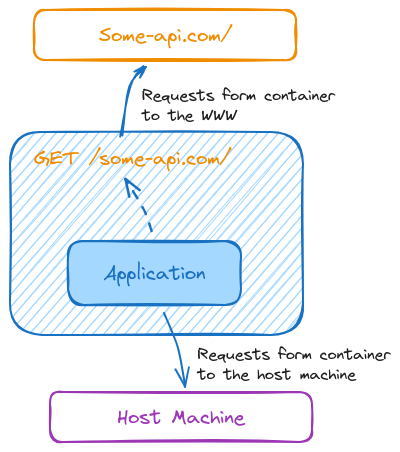 Some-api.com/
Requests form container
to the WWW
GET /some-api.com/
Application
Requests form container
to the host machine
Host Machine